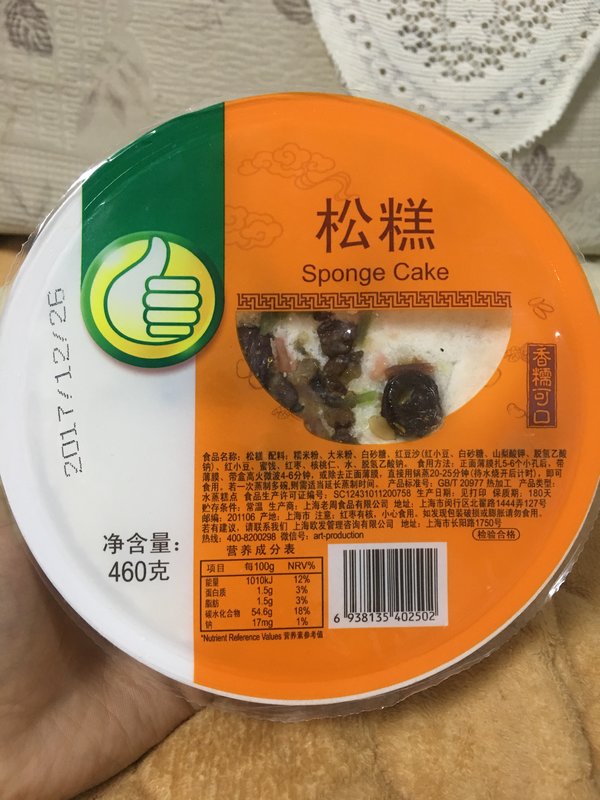 松糕
Sponge Cake
2017/12/26
香糯可口
食品名称：松糕 配料：糯米粉、大米粉、白砂糖、红豆沙(红小豆、白砂糖、山梨酸钾、脱氢乙酸
钠)、红小豆、蜜饯、红枣、核桃仁、水、脱氢乙酸钠。 食用方法：正面薄膜扎5-6个小孔后，带
薄膜、带盒高火微波4-6分钟，或除去正面薄膜，直接用锅蒸20-25分钟(待水烧开后计时)，即可
食用。若一次蒸制多碗,则需适当延长蒸制时间。 产品标准号：GB/T 20977 热加工 产品类型：
水蒸糕点 食品生产许可证编号：SC12431011200758 生产日期：见打印 保质期：180天
贮存条件：常温 生产商：上海老周食品有限公司 地址：上海市闵行区北翟路1444弄127号
邮编：201106 产地：上海市 注意：红枣有核，小心食用。如发现包装破损或膨胀请勿食用。
若有建议，请联系我们 上海欧发管理咨询有限公司 地址：上海市长阳路1750号
热线：400-8200298 微信号：art-production
检验合格
净含量：
460克
营养成分表
项目 每100g NRV%
能量 1010kJ 12%
蛋白质 1.5g 3%
脂肪 1.5g 3%
碳水化合物 54.6g 18%
钠 17mg 1%
*Nutrient Reference Values 营养素参考值
6 938135 402502